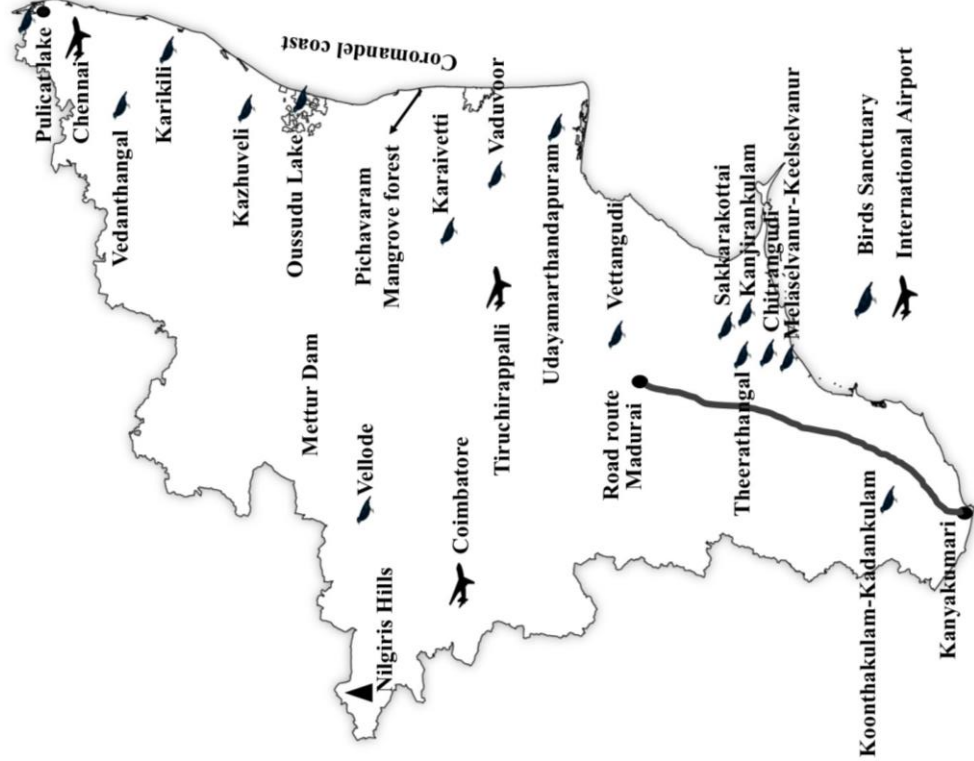 Pulicat lake
Chennai
Vedanthangal
Karikili
Coromandel coast
Kazhuveli
Oussudu Lake
Pichavaram
Mangrove forest
Mettur Dam
Karaivetti
Vaduvoor
Vellode
Nilgiris Hills
Coimbatore
Tiruchirappalli
Udayamarthandapuram
Vettangudi
Road route
Madurai
Sakkarakottai
Kanjirankulam
Chitrangudi
Melaselvanur-Keelselvanur
Theerathangal
Koonthakulam-Kadankulam
Kanyakumari
Birds Sanctuary
International Airport